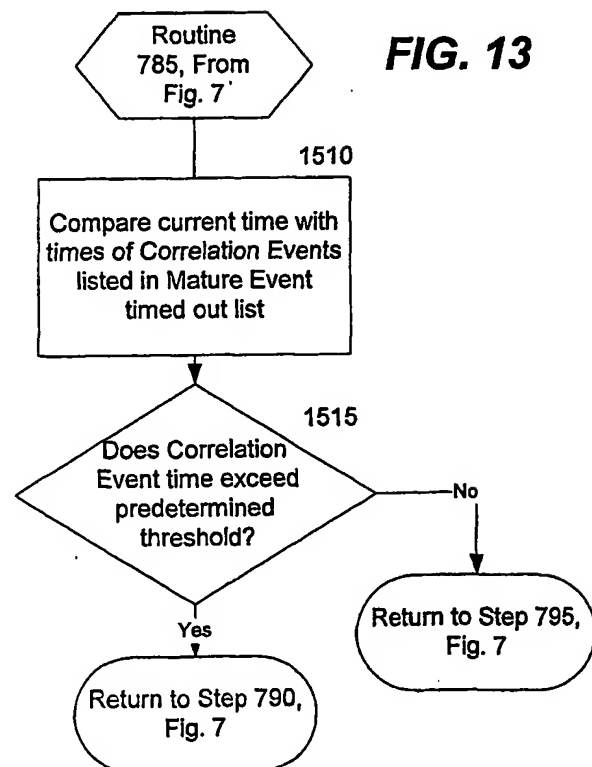 Routine
785, From
Fig. 7
FIG. 13
1510
Compare current time with
times of Correlation Events
listed in Mature Event
timed out list
1515
Does Correlation
Event time exceed
predetermined
threshold?
No
Yes
Return to Step 795,
Fig. 7
Return to Step 790,
Fig. 7